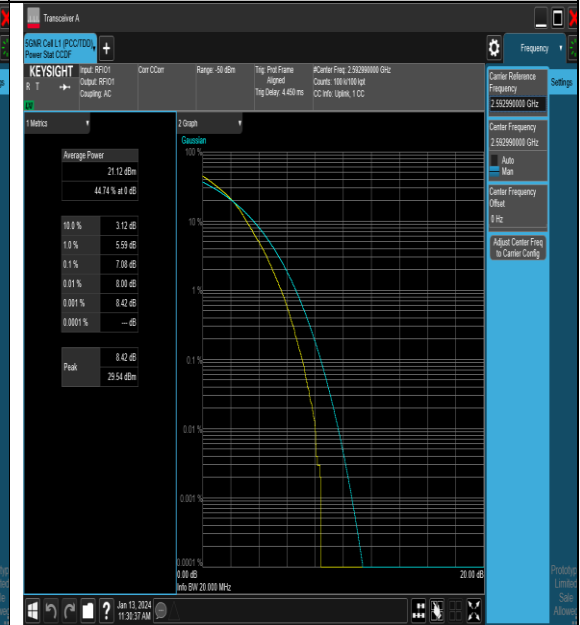 Transceiver A
5GNR Cell L1 (PCC/TDD),
Power Stat CCDF
Frequency
KEYSIGHT
R T
Input: RFIO1
Output: RFIO1
Coupling: AC
Corr CCorr
Range: -50 dBm
Trig: Prot Frame
Aligned
Trig Delay: 4.450 ms
#Center Freq: 2.592990000 GHz
Counts: 100 k/100 kpt
CC Info: Uplink, 1 CC
Carrier Reference
Frequency
2.592990000 GHz
Settings
Center Frequency
2.592990000 GHz
Auto
Man
Center Frequency
Offset
0 Hz
Adjust Center Freq
to Carrier Config
1 Metrics
Average Power
21.12 dBm
44.74 % at 0 dB
10.0 % 3.12 dB
1.0 % 5.59 dB
0.1 % 7.08 dB
0.01 % 8.00 dB
0.001 % 8.42 dB
0.0001 % --- dB
Peak
8.42 dB
29.54 dBm
2 Graph
Gaussian
100 %
10 %
1 %
0.1 %
0.01 %
0.001 %
0.0001 %
0.00 dB
20.00 dB
Info BW 20.000 MHz
Jan 13, 2024
11:30:37 AM
Limited
Sale